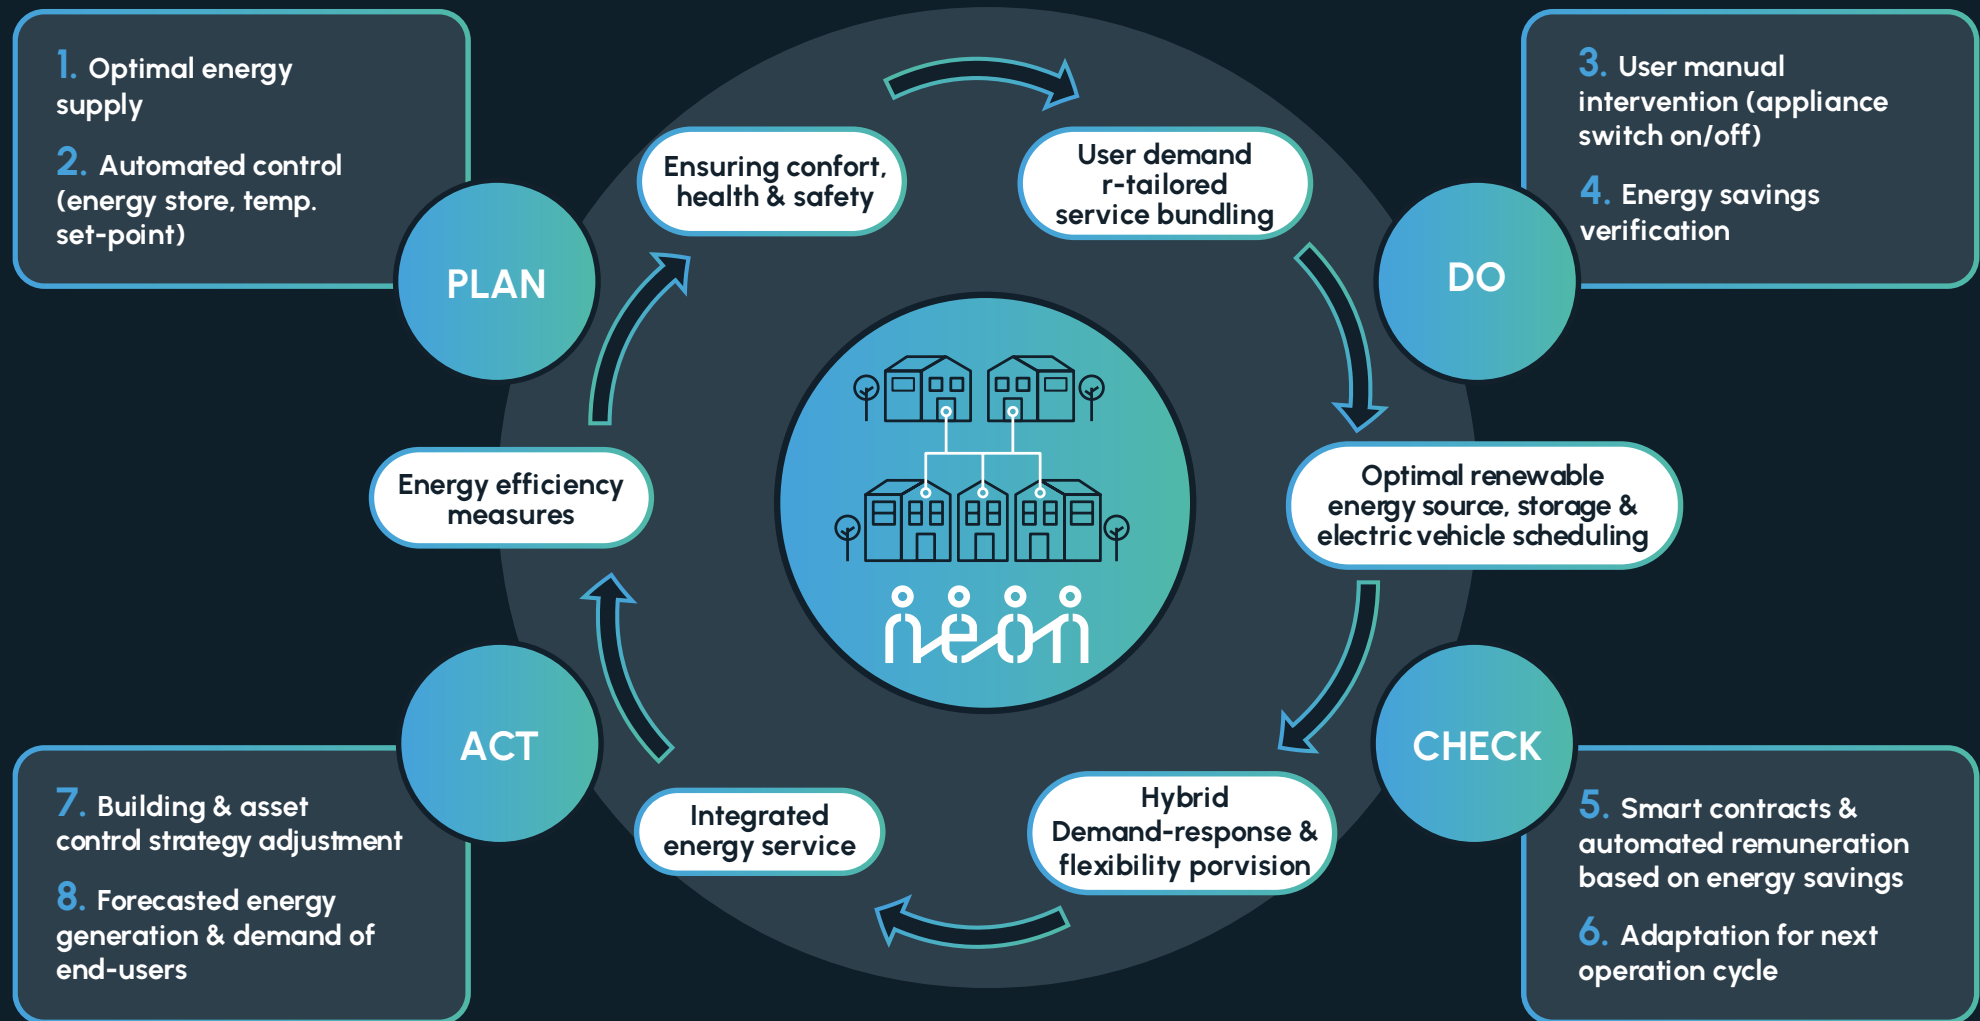 1. Optimal energy
supply
2. Automated control
(energy store, temp.
set-point)
PLAN
3. User manual
intervention (appliance
switch on/off)
4. Energy savings
verification
DO
Ensuring confort,
health & safety
User demand
r-tailored
service bundling
Energy efficiency
measures
Optimal renewable
energy source, storage &
electric vehicle scheduling
neon
ACT
7. Building & asset
control strategy adjustment
8. Forecasted energy
generation & demand of
end-users
Integrated
energy service
Hybrid
Demand-response &
flexibility porvision
CHECK
5. Smart contracts &
automated remuneration
based on energy savings
6. Adaptation for next
operation cycle